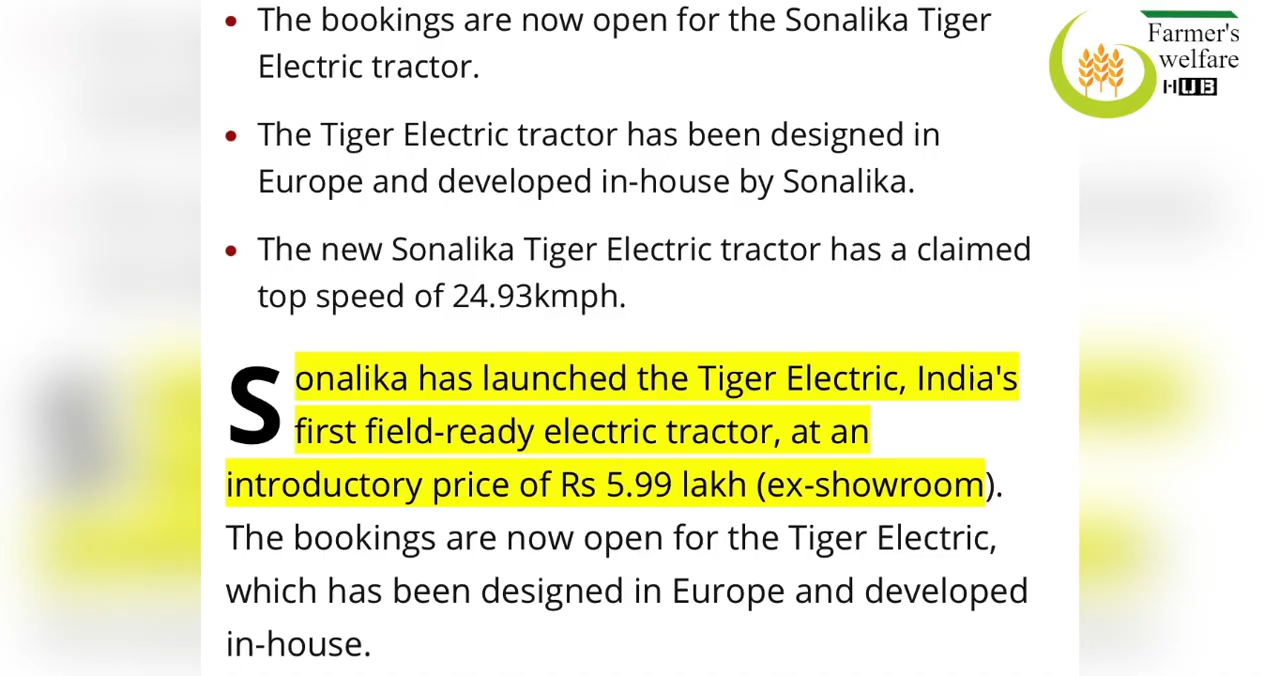 The bookings are now open for the Sonalika Tiger
Electric tractor.
The Tiger Electric tractor has been designed in
Europe and developed in-house by Sonalika.
The new Sonalika Tiger Electric tractor has a claimed
top speed of 24.93kmph.
Sonalika has launched the Tiger Electric, India's
first field-ready electric tractor, at an
introductory price of Rs 5.99 lakh (ex-showroom).
The bookings are now open for the Tiger Electric,
which has been designed in Europe and developed
in-house.
Farmer's
welfare
HUB